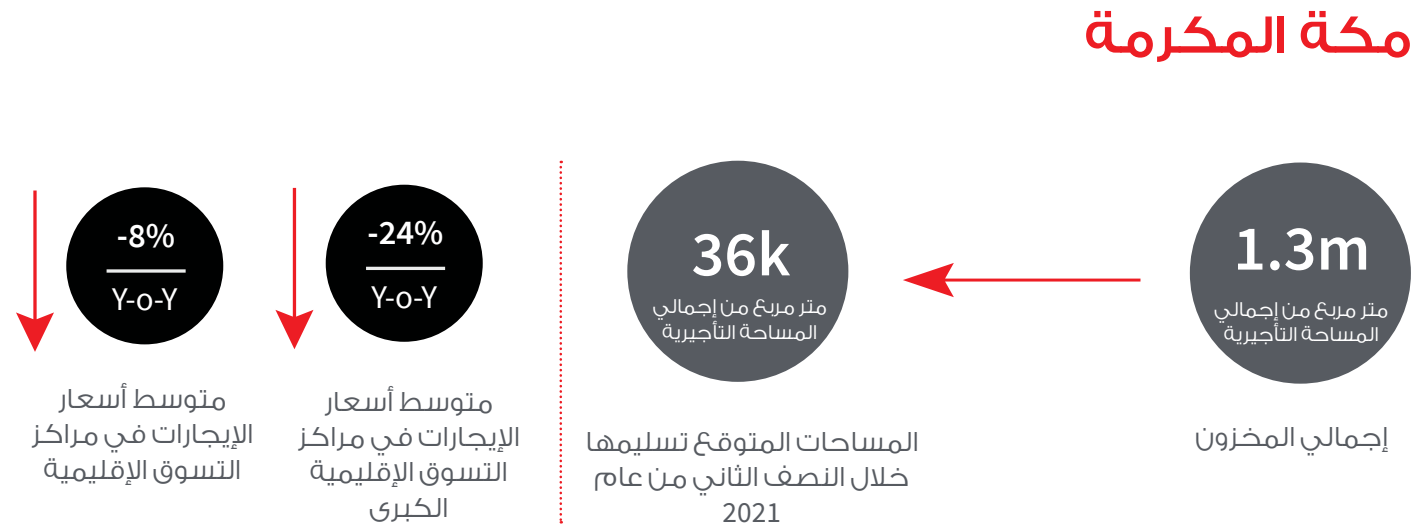 مكة المكرمة
1.3m
متر مربع من إجمالي
المساحة التأجيرية
إجمالي المخزون
36k
متر مربع من إجمالي
المساحة التأجيرية
المساحات المتوقع تسليمها
خلال النصف الثاني من عام
2021
-24%
Y-o-Y
متوسط أسعار
الإيجارات في مراكز
التسوق الإقليمية
الكبرى
-8%
Y-o-Y
متوسط أسعار
الإيجارات في مراكز
التسوق الإقليمية